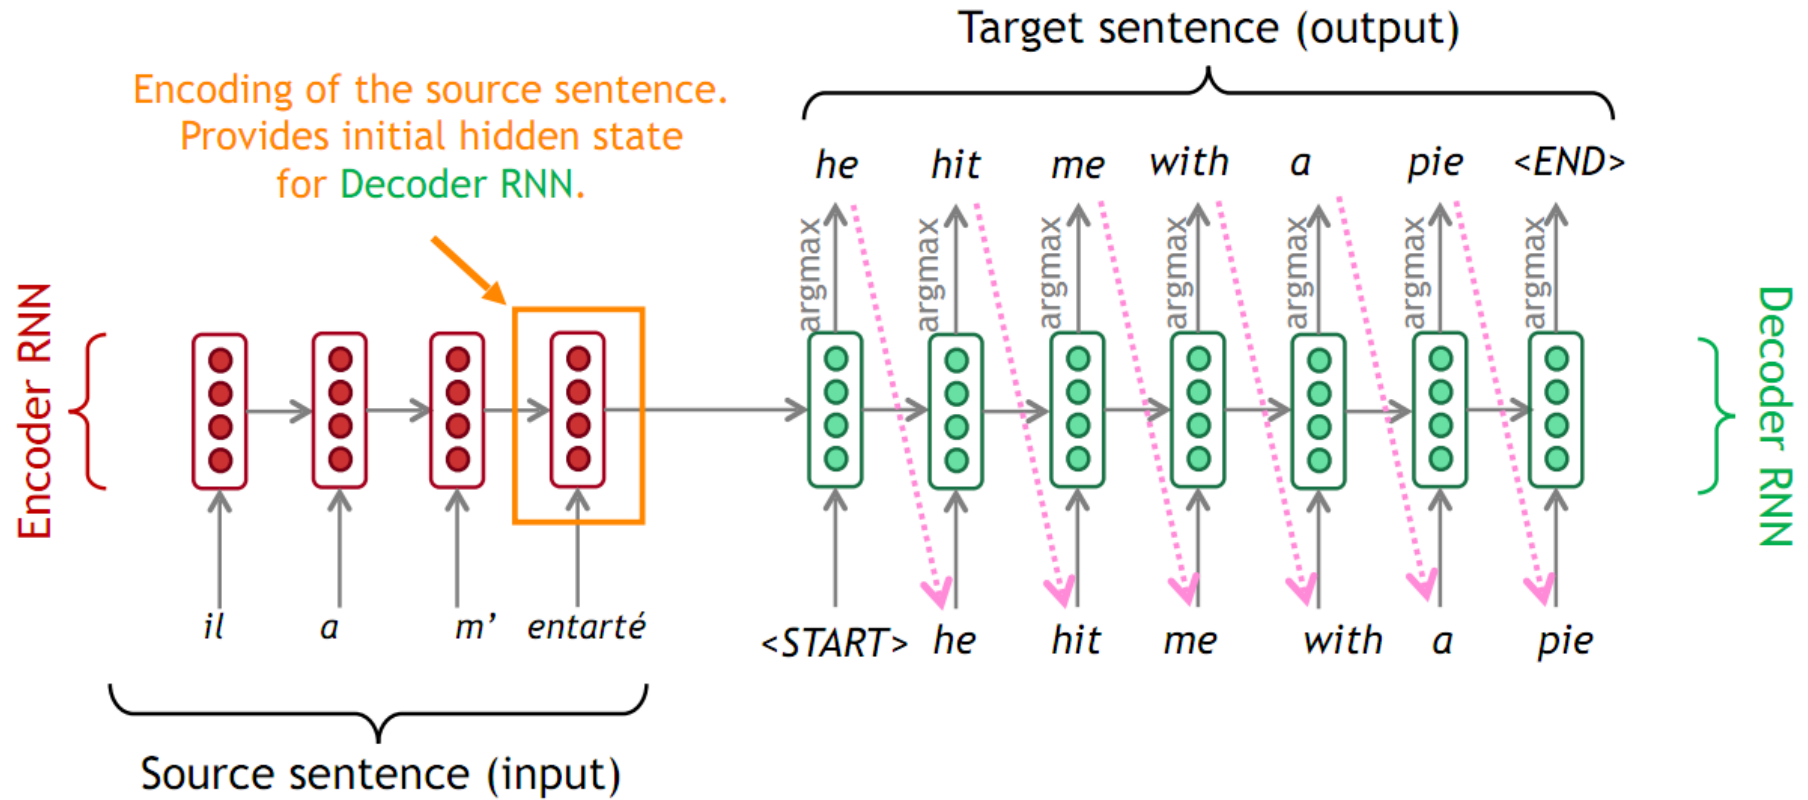 Target sentence (output)
Encoding of the source sentence.
Provides initial hidden state
for Decoder RNN.
he hit me with a pie <END>
argmax argmax argmax argmax argmax argmax argmax
Encoder RNN
Decoder RNN
il a m’ entarté
<START> he hit me with a pie
Source sentence (input)